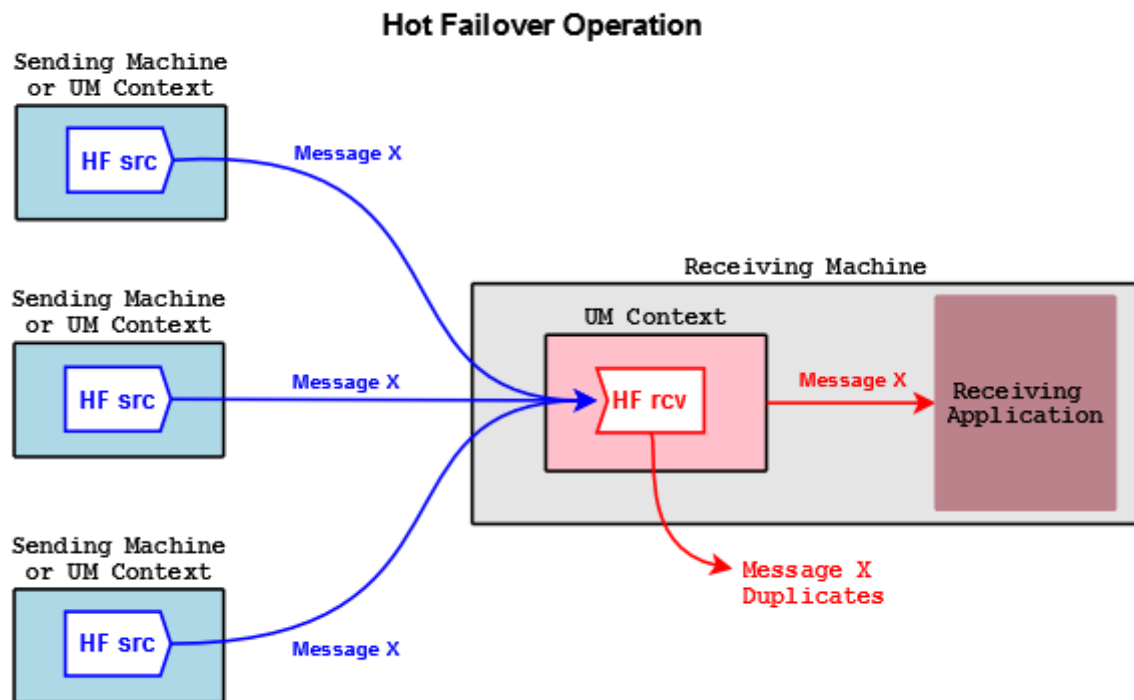 Hot Failover Operation
Sending Machine
or UM Context
HF src
Message X
Sending Machine
or UM Context
HF src
Message X
Receiving Machine
UM Context
HF rcv
Message X
Receiving
Application
Message X
Duplicates
Sending Machine
or UM Context
HF src
Message X